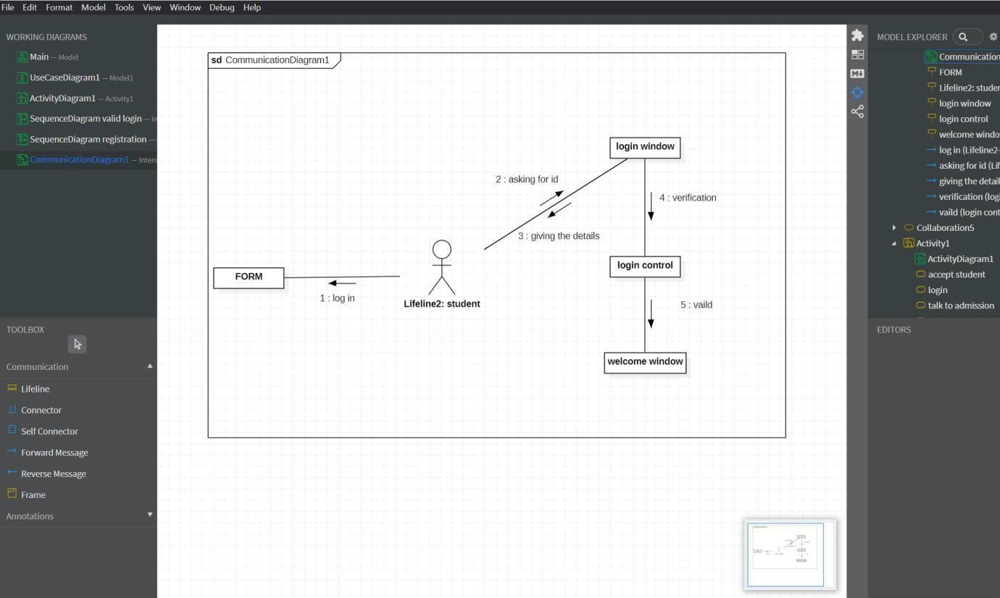 File Edit Format Model Tools View Window Debug Help
WORKING DIAGRAMS
Main — Model
UseCaseDiagram1 — Model1
ActivityDiagram1 — Activity1
SequenceDiagram valid login — In
SequenceDiagram registration —
CommunicationDiagram1 — Intera
TOOLBOX
Communication
Lifeline
Connector
Self Connector
Forward Message
Reverse Message
Frame
Annotations
sd CommunicationDiagram1
login window
2 : asking for id
4 : verification
3 : giving the details
FORM
login control
1 : log in
Lifeline2: student
5 : vaild
welcome window
MODEL EXPLORER
Communication
FORM
Lifeline2: studen
login window
login control
welcome windo
log in (Lifeline2
asking for id (Lif
giving the detail
verification (logi
vaild (login cont
Collaboration5
Activity1
ActivityDiagram1
accept student
login
talk to admission
EDITORS